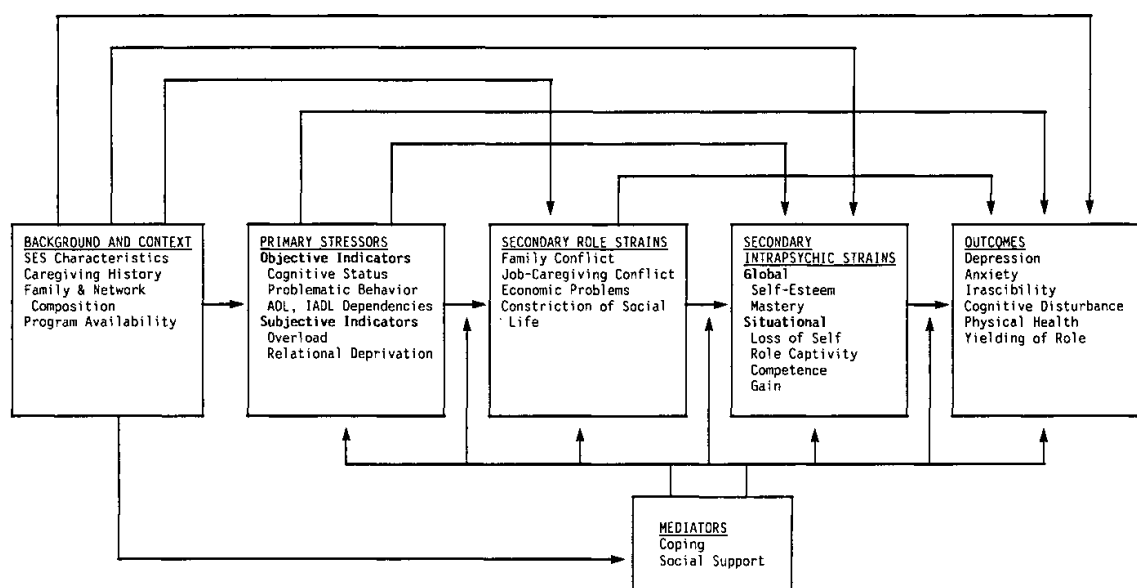 BACKGROUND AND CONTEXT
SES Characteristics
Caregiving History
Family & Network
Composition
Program Availability
PRIMARY STRESSORS
Objective Indicators
Cognitive Status
Problematic Behavior
AOL, IADL Dependencies
Subjective Indicators
Overload
Relational Deprivation
SECONDARY ROLE STRAINS
Family Conflict
Job-Caregiving Conflict
Economic Problems
Constriction of Social
Life
SECONDARY
INTRAPSYCHIC STRAINS
Global
Self-Esteem
Mastery
Situational
Loss of Self
Role Captivity
Competence
Gain
OUTCOMES
Depression
Anxiety
Irascibility
Cognitive Disturbance
Physical Health
Yielding of Role
MEDIATORS
Coping
Social Support